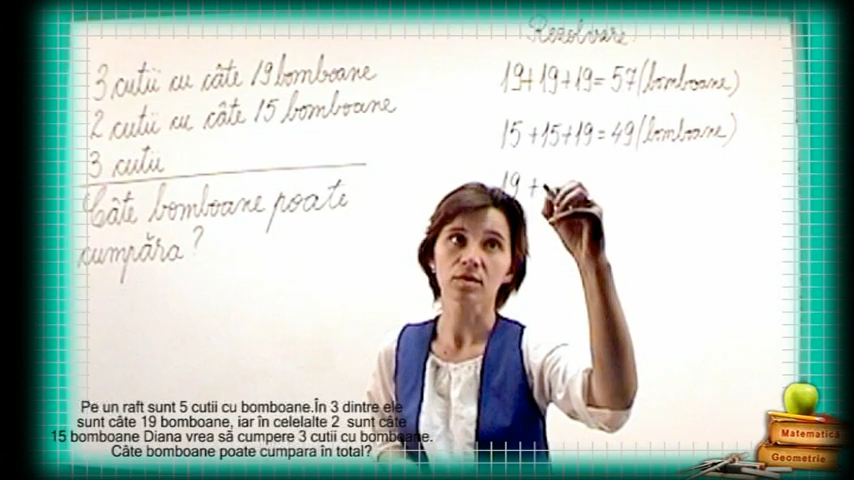 Rezolvare:
3 cutii cu câte 19 bomboane
2 cutii cu câte 15 bomboane
3 cutii
Câte bomboane poate
cumpăra?
19+19+19=57(bomboane)
15+15+19=49(bomboane)
19+
Pe un raft sunt 5 cutii cu bomboane.În 3 dintre ele
sunt câte 19 bomboane, iar în celelalte 2 sunt câte
15 bomboane Diana vrea să cumpere 3 cutii cu bomboane.
Câte bomboane poate cumpara în total?
Matematică
Geometrie